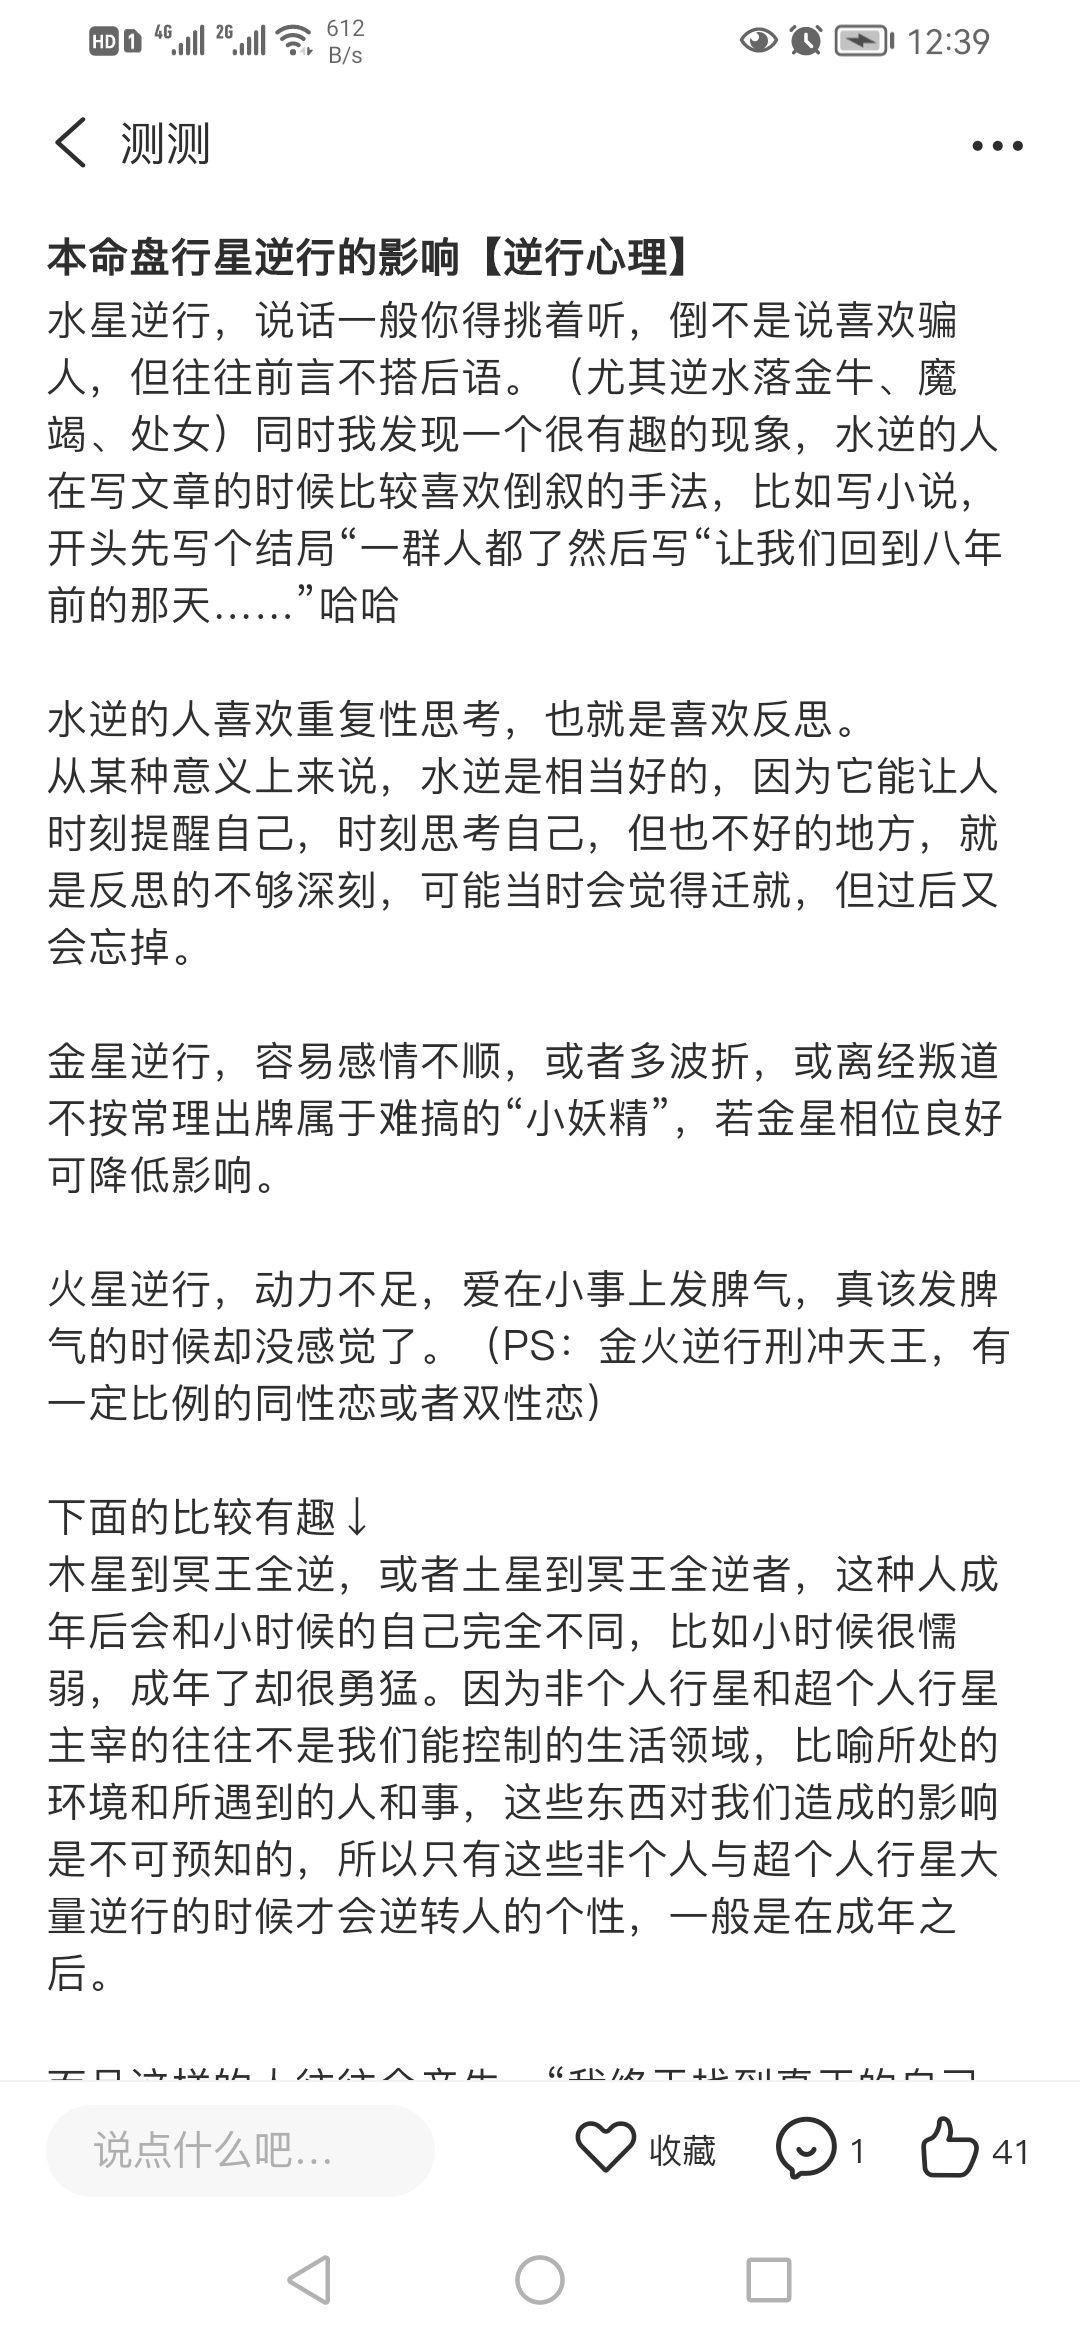 HD 1 4G 2G 612 B/s 12:39
测测
本命盘行星逆行的影响【逆行心理】
水星逆行，说话一般你得挑着听，倒不是说喜欢骗
人，但往往前言不搭后语。（尤其逆水落金牛、魔
竭、处女）同时我发现一个很有趣的现象，水逆的人
在写文章的时候比较喜欢倒叙的手法，比如写小说，
开头先写个结局“一群人都了然后写“让我们回到八年
前的那天……”哈哈
水逆的人喜欢重复性思考，也就是喜欢反思。
从某种意义上来说，水逆是相当好的，因为它能让人
时刻提醒自己，时刻思考自己，但也不好的地方，就
是反思的不够深刻，可能当时会觉得迁就，但过后又
会忘掉。
金星逆行，容易感情不顺，或者多波折，或离经叛道
不按常理出牌属于难搞的“小妖精”，若金星相位良好
可降低影响。
火星逆行，动力不足，爱在小事上发脾气，真该发脾
气的时候却没感觉了。（PS：金火逆行刑冲天王，有
一定比例的同性恋或者双性恋）
下面的比较有趣↓
木星到冥王全逆，或者土星到冥王全逆者，这种人成
年后会和小时候的自己完全不同，比如小时候很懦
弱，成年了却很勇猛。因为非个人行星和超个人行星
主宰的往往不是我们能控制的生活领域，比喻所处的
环境和所遇到的人和事，这些东西对我们造成的影响
是不可预知的，所以只有这些非个人与超个人行星大
量逆行的时候才会逆转人的个性，一般是在成年之
后。
而且这样的人往往会产生，“我终于找到真正的自己
说点什么吧...
收藏 1 41